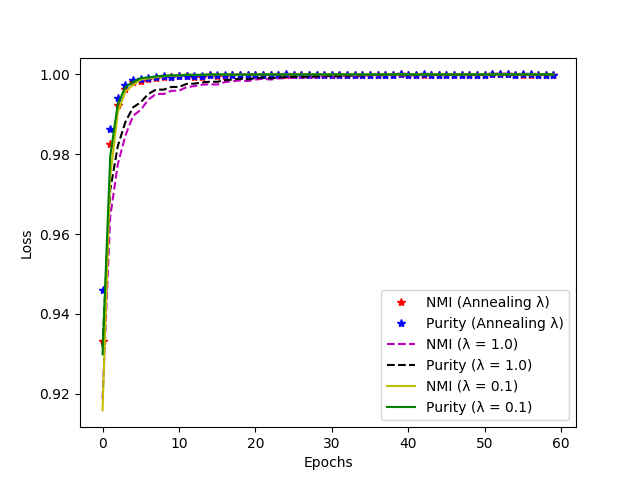 1.00
0.98
0.96
0.94
0.92
Loss
0
10
20
30
40
50
60
Epochs
NMI (Annealing λ)
Purity (Annealing λ)
NMI (λ = 1.0)
Purity (λ = 1.0)
NMI (λ = 0.1)
Purity (λ = 0.1)